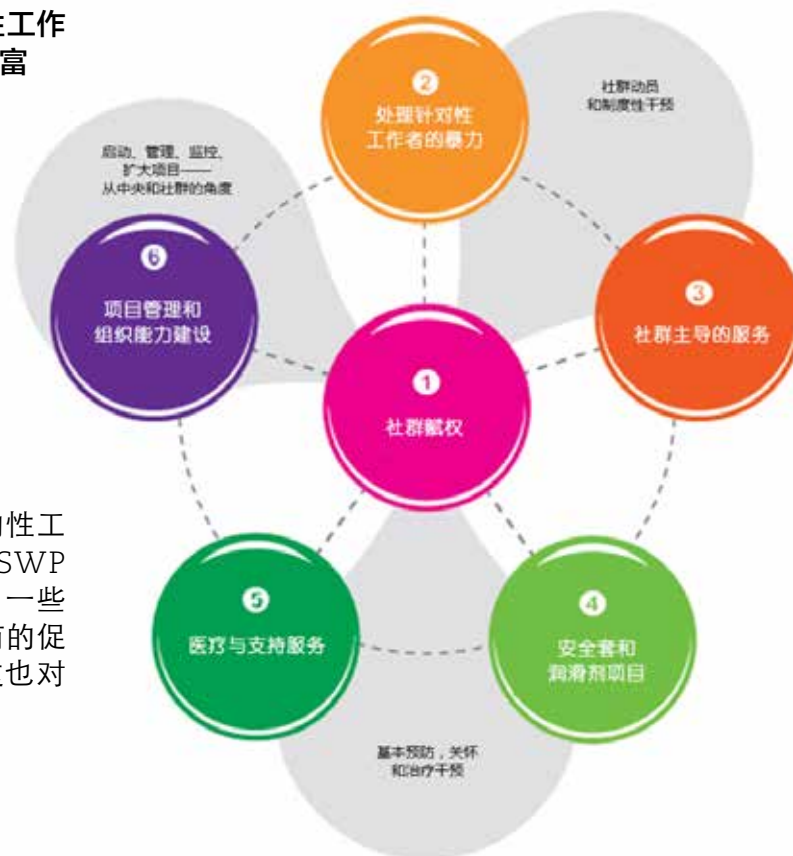 性工作
富
2
处理针对性
工作者的暴力
社群动员
和制度性干预
启动、管理、监控、
扩大项目——
从中央和社群的角度
6
项目管理和
组织能力建设
3
社群主导的服务
1
社群赋权
的性工
SWP
一些
有的促
也对
5
医疗与支持服务
4
安全套和
润滑剂项目
基本预防，关怀
和治疗干预